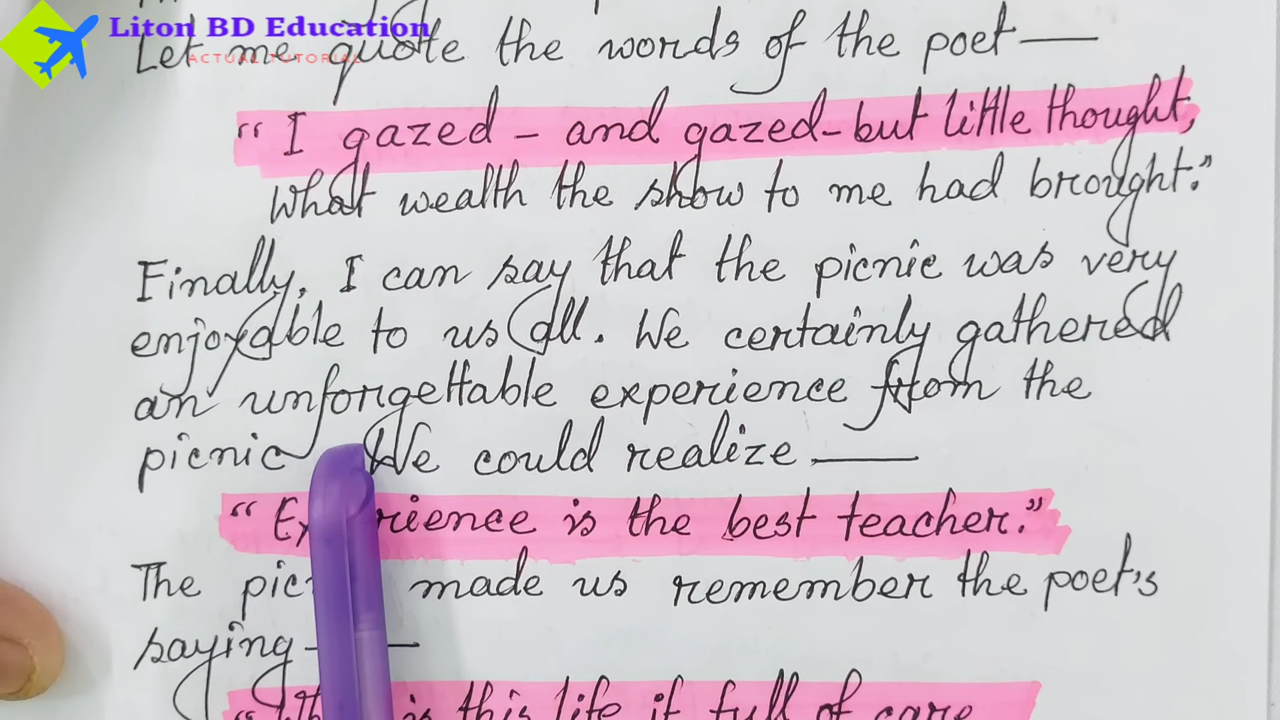 Liton BD Education
ACTUAL TUTORIAL
Let me quote the words of the poet—
"I gazed - and gazed - but little thought,
What wealth the show to me had brought."
Finally, I can say that the picnic was very
enjoyable to us all. We certainly gathered
an unforgettable experience from the
picnic We could realize —
is the best teacher."
The made us remember the poet's
saying —
is this life if full of care